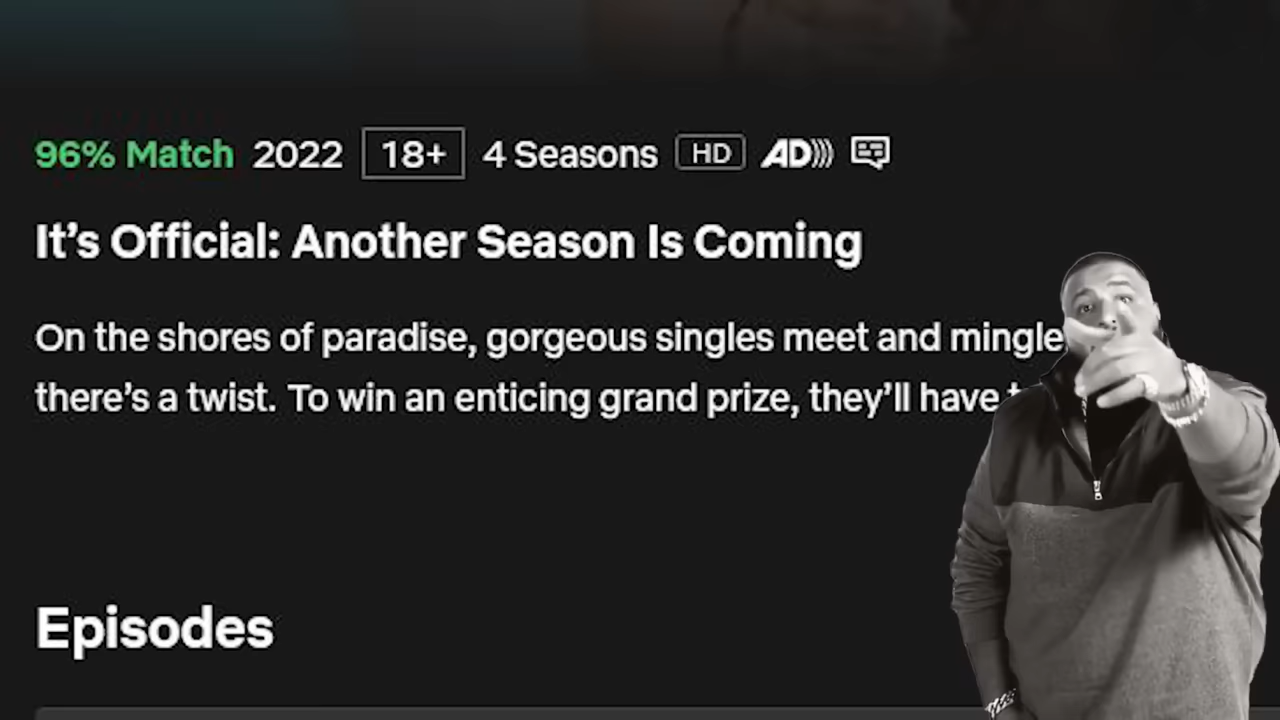 96% Match 2022 18+ 4 Seasons HD AD
It's Official: Another Season Is Coming
On the shores of paradise, gorgeous singles meet and mingle
there's a twist. To win an enticing grand prize, they'll have
Episodes